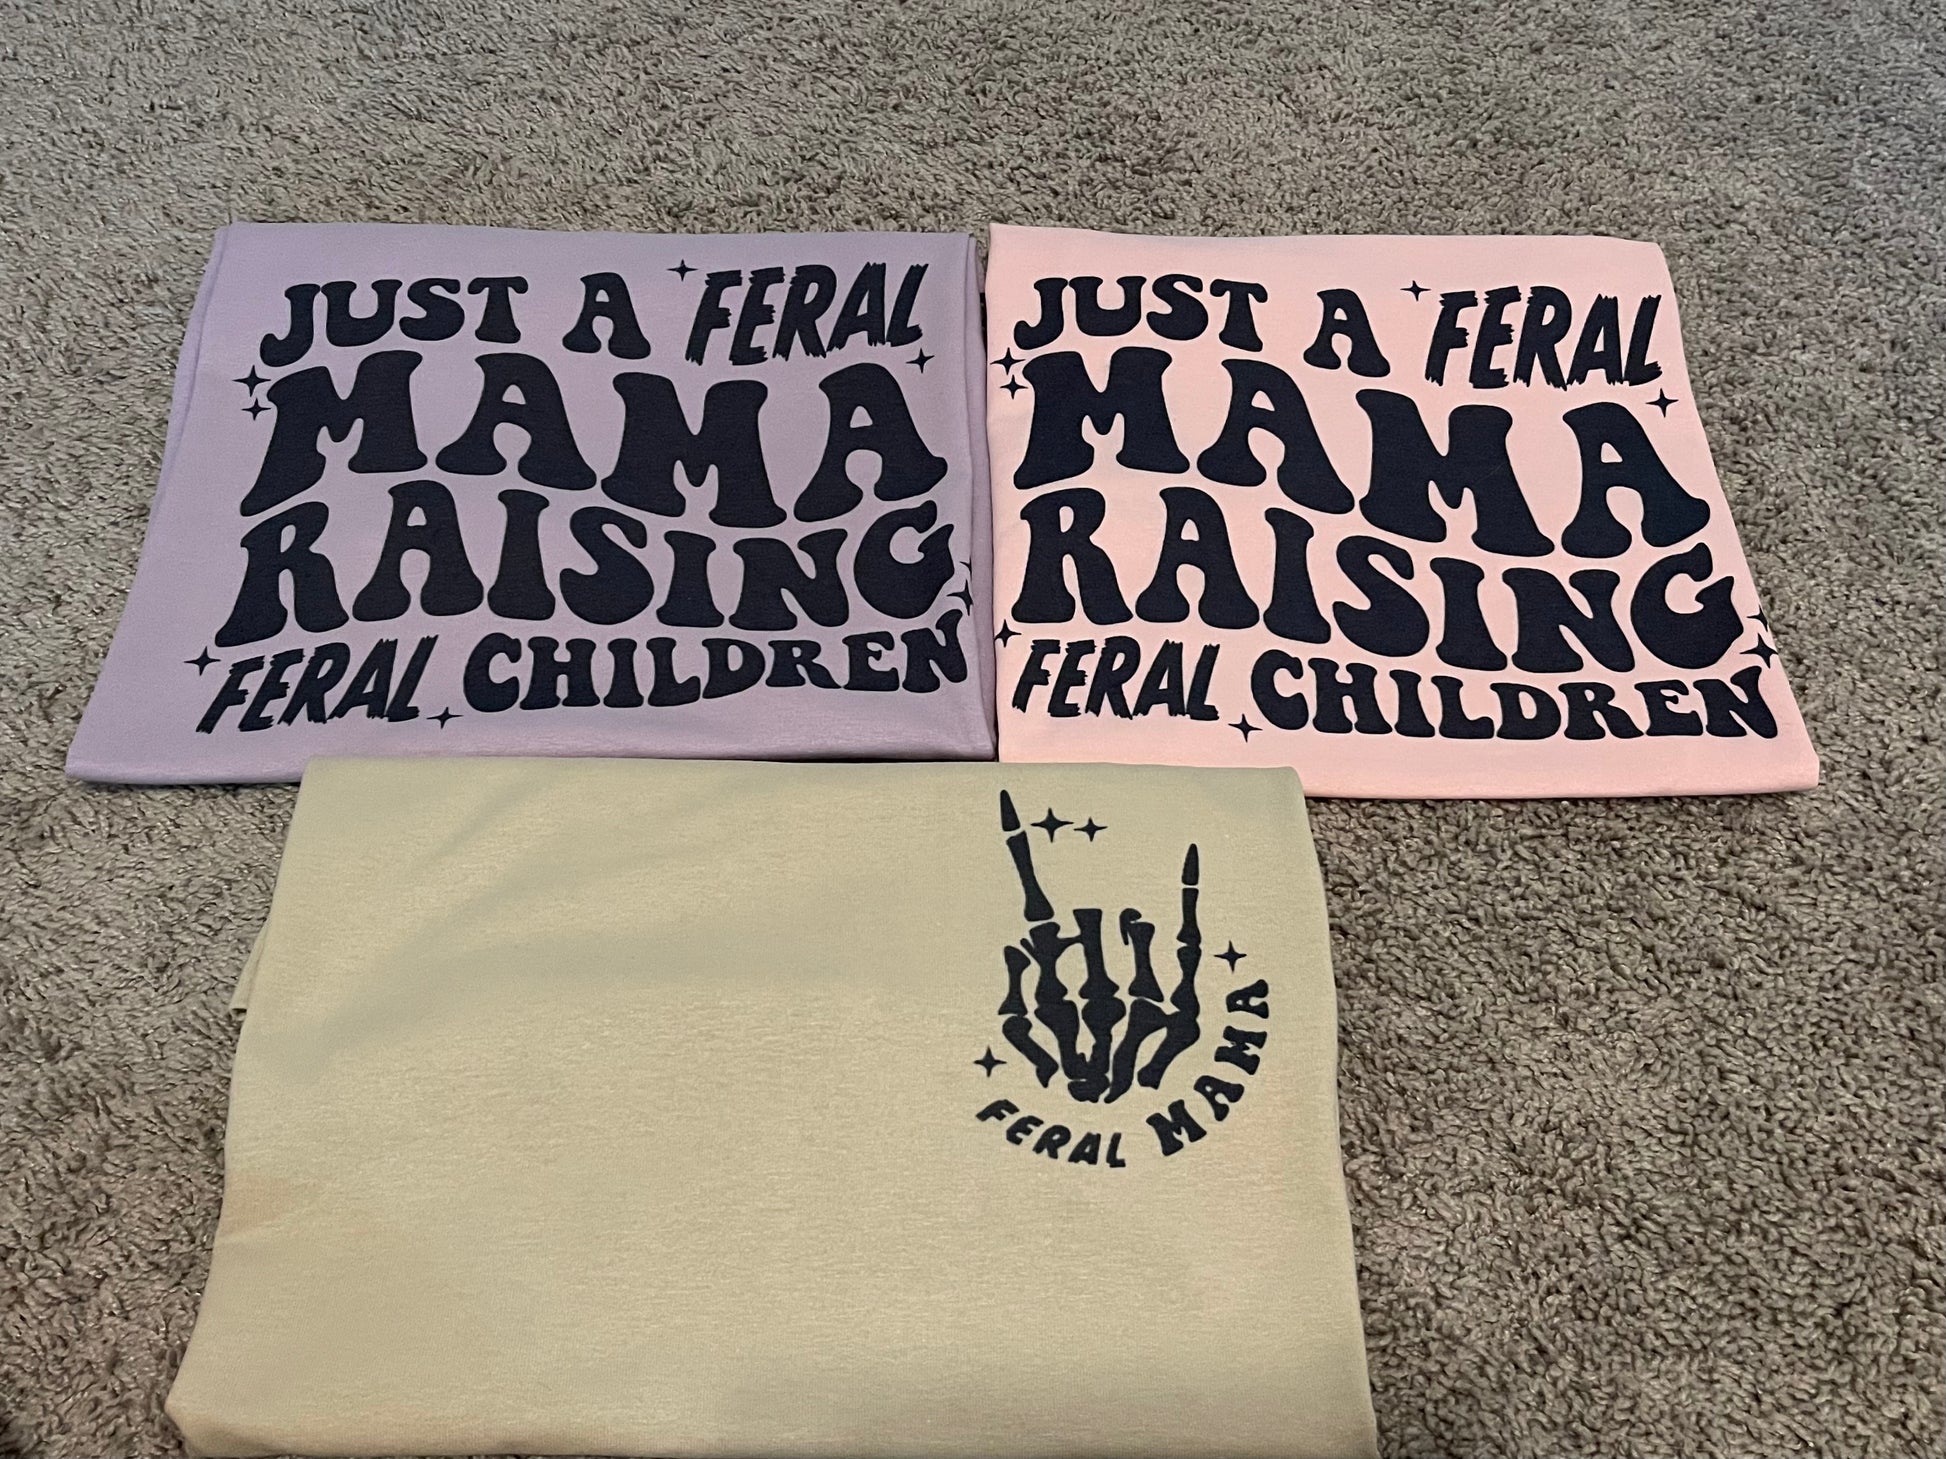 JUST A FERAL
MAMA
RAISING
FERAL CHILDREN
JUST A FERAL
MAMA
RAISING
FERAL CHILDREN
FERAL MAMA